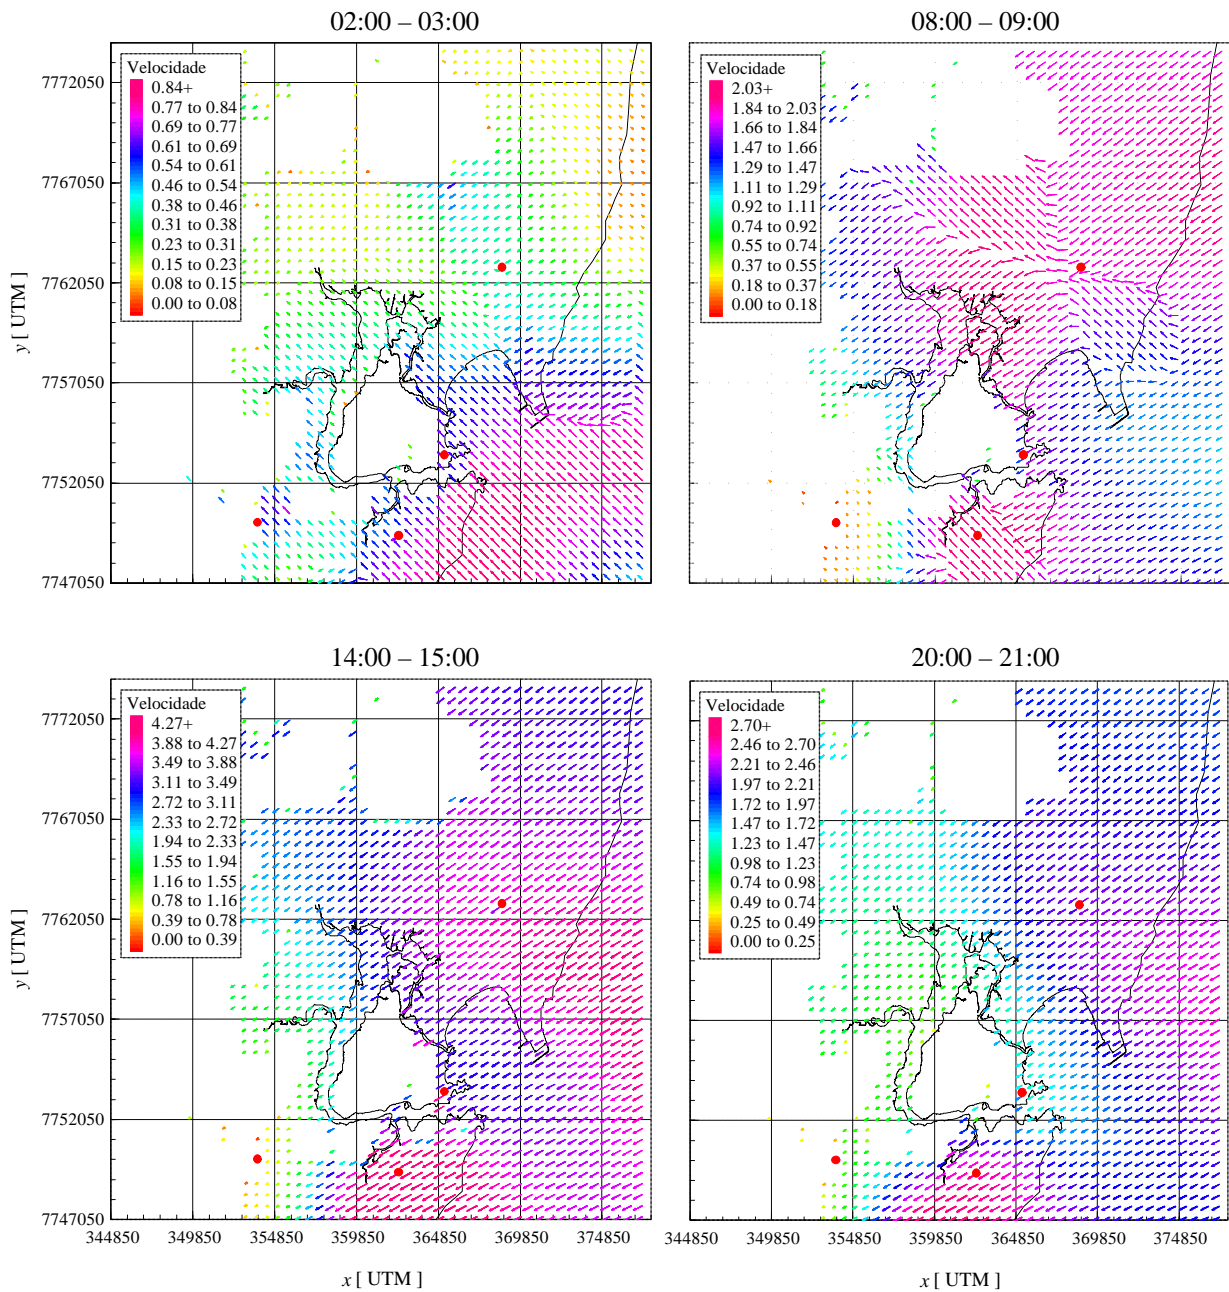 02:00 – 03:00
08:00 – 09:00
Velocidade
0.84+
0.77 to 0.84
0.69 to 0.77
0.61 to 0.69
0.54 to 0.61
0.46 to 0.54
0.38 to 0.46
0.31 to 0.38
0.23 to 0.31
0.15 to 0.23
0.08 to 0.15
0.00 to 0.08
Velocidade
2.03+
1.84 to 2.03
1.66 to 1.84
1.47 to 1.66
1.29 to 1.47
1.11 to 1.29
0.92 to 1.11
0.74 to 0.92
0.55 to 0.74
0.37 to 0.55
0.18 to 0.37
0.00 to 0.18
7772050
7767050
7762050
7757050
7752050
7747050
y [ UTM ]
14:00 – 15:00
20:00 – 21:00
Velocidade
4.27+
3.88 to 4.27
3.49 to 3.88
3.11 to 3.49
2.72 to 3.11
2.33 to 2.72
1.94 to 2.33
1.55 to 1.94
1.16 to 1.55
0.78 to 1.16
0.39 to 0.78
0.00 to 0.39
Velocidade
2.70+
2.46 to 2.70
2.21 to 2.46
1.97 to 2.21
1.72 to 1.97
1.47 to 1.72
1.23 to 1.47
0.98 to 1.23
0.74 to 0.98
0.49 to 0.74
0.25 to 0.49
0.00 to 0.25
7772050
7767050
7762050
7757050
7752050
7747050
y [ UTM ]
344850 349850 354850 359850 364850 369850 374850
344850 349850 354850 359850 364850 369850 374850
x [ UTM ]
x [ UTM ]